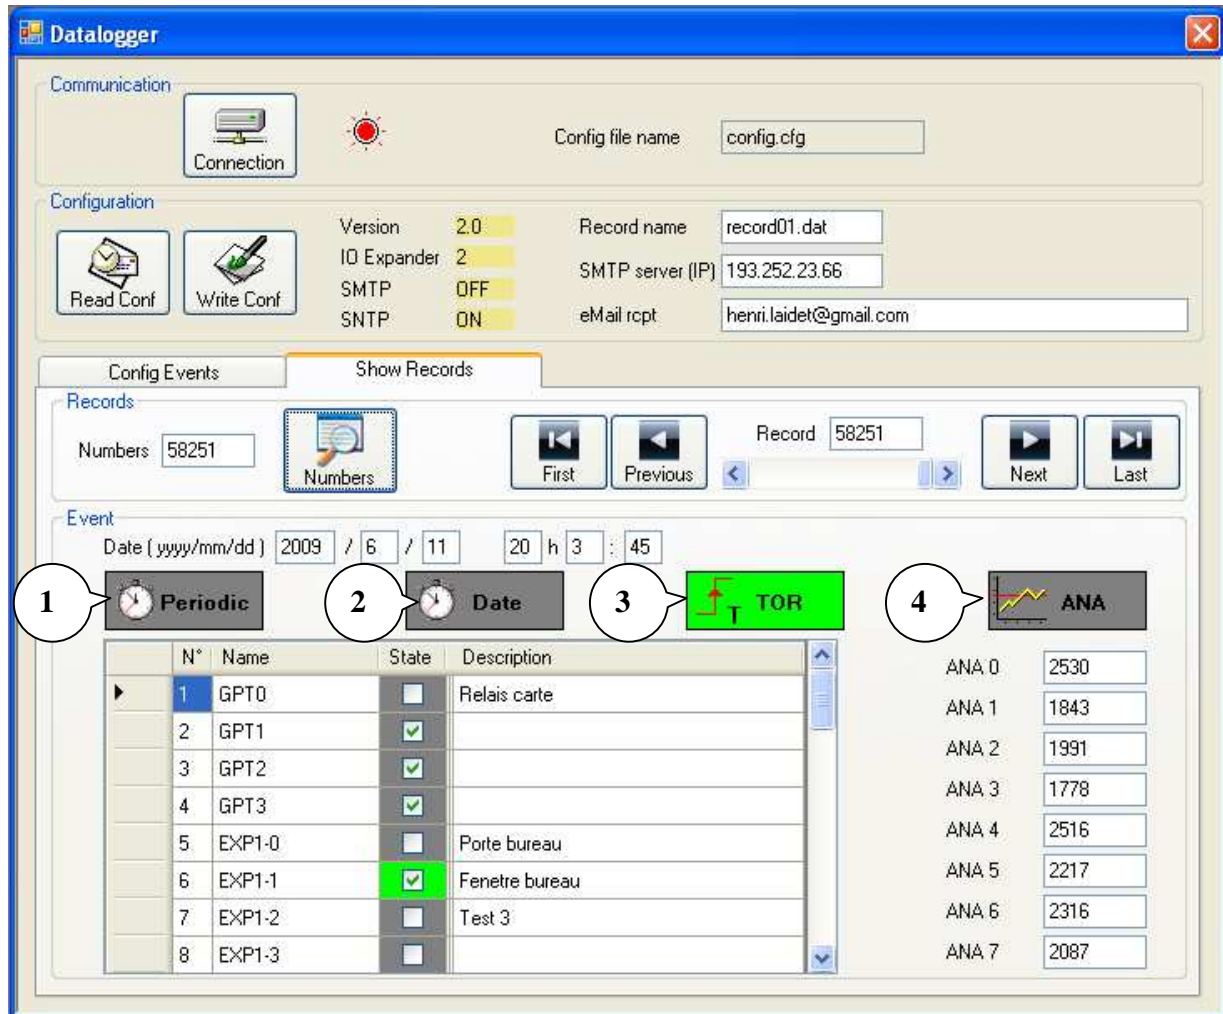 Datalogger
Communication
Connection
Config file name config.cfg
Configuration
Read Conf
Write Conf
Version 2.0
IO Expander 2
SMTP OFF
SNTP ON
Record name record01.dat
SMTP server (IP) 193.252.23.66
eMail rcpt henri.laidet@gmail.com
Config Events Show Records
Records
Numbers 58251
Numbers
First Previous
Record 58251
Next Last
Event
Date ( yyyy/mm/dd ) 2009 / 6 / 11 20 h 3 : 45
1 Periodic 2 Date 3 T TOR 4 ANA
N° Name State Description
1 GPT0 Relais carte
2 GPT1
3 GPT2
4 GPT3
5 EXP1-0 Porte bureau
6 EXP1-1 Fenetre bureau
7 EXP1-2 Test 3
8 EXP1-3
ANA 0 2530
ANA 1 1843
ANA 2 1991
ANA 3 1778
ANA 4 2516
ANA 5 2217
ANA 6 2316
ANA 7 2087